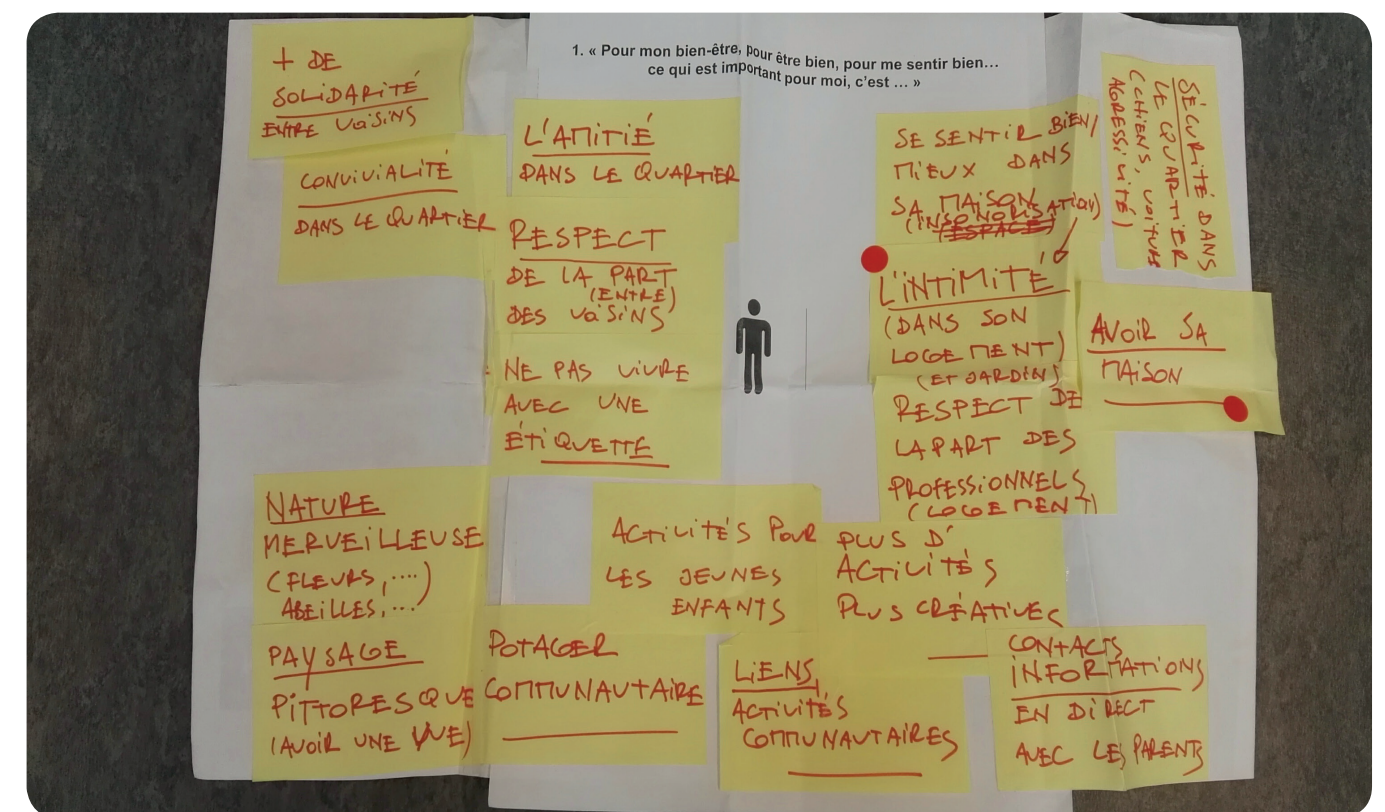 1. « Pour mon bien-être, pour être bien, pour me sentir bien…
ce qui est important pour moi, c'est … »
+ DE
SOLIDARITÉ
ENTRE VOISINS
CONVIVIALITÉ
DANS LE QUARTIER
L'AMITIÉ
DANS LE QUARTIER
RESPECT
DE LA PART
(ENTRE)
DES VOISINS
NE PAS VIVRE
AVEC UNE
ÉTIQUETTE
SE SENTIR BIEN/
MIEUX DANS
SA MAISON
(INSONORISATION)
(ESPACE)
L'INTIMITÉ
(DANS SON
LOGEMENT)
(ET JARDIN)
RESPECT DE
LA PART DES
PROFESSIONNELS
(LOGEMENT)
SÉCURITÉ DANS
LE QUARTIER
(CHIENS, VOITURE
AGRESSIVITÉ)
AVOIR SA
MAISON
NATURE
MERVEILLEUSE
(FLEURS,....)
ABEILLES,...
PAYSAGE
PITTORESQUE
(AVOIR UNE VUE)
POTAGER
COMMUNAUTAIRE
ACTIVITÉS POUR
LES JEUNES
ENFANTS
PLUS D'
ACTIVITÉS
PLUS CRÉATIVES
LIENS,
ACTIVITÉS
COMMUNAUTAIRES
CONTACTS
INFORMATIONS
EN DIRECT
AVEC LES PARENTS